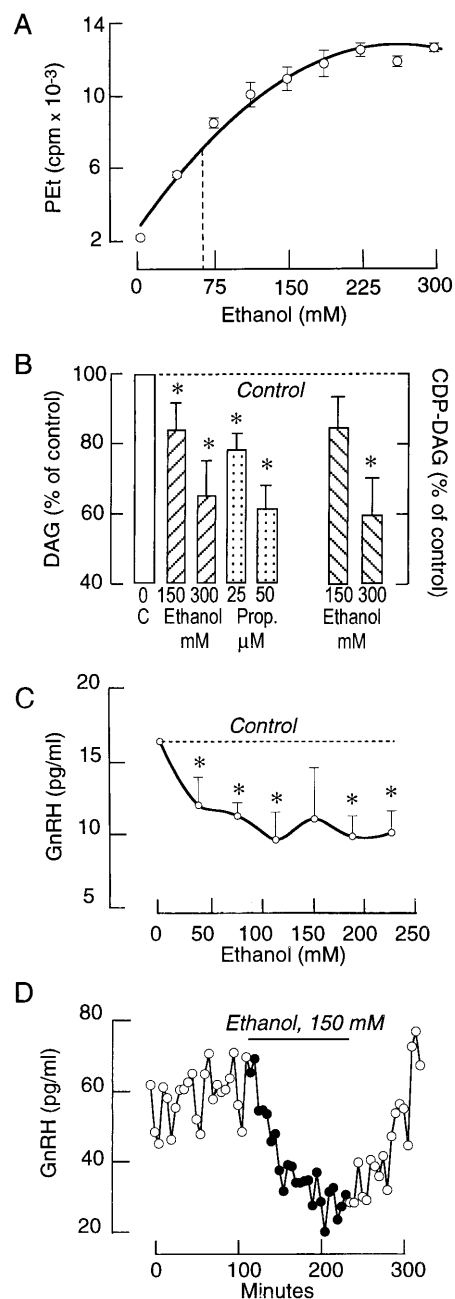 A
PEt (cpm x 10-3)
14
10
6
2
0 75 150 225 300
Ethanol (mM)
B
DAG (% of control)
100
80
60
40
Control
* * * * *
0 150 300 25 50 150 300
C Ethanol Prop. Ethanol
mM µM mM
CDP-DAG (% of control)
C
GnRH (pg/ml)
20
15
10
5
Control
* * * * *
0 50 100 150 200 250
Ethanol (mM)
D
GnRH (pg/ml)
80
60
40
20
Ethanol, 150 mM
0 100 200 300
Minutes